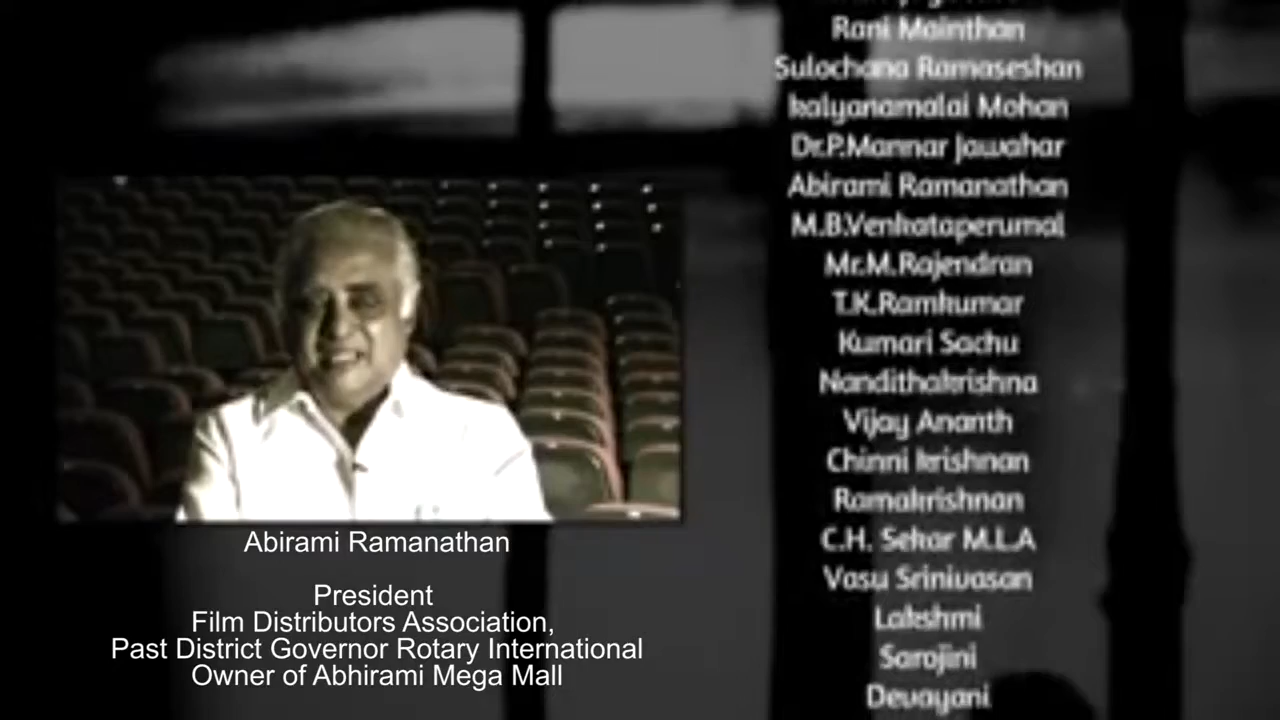 Rani Mainthan
Sulochana Ramaseshan
kalyanamalai Mohan
Dr.P.Mannar Jawahar
Abirami Ramanathan
M.B.Venkataperumal
Mr.M.Rajendran
T.K.Ramkumar
Kumari Sachu
Nandithakrishna
Vijay Ananth
Chinni krishnan
Ramakrishnan
C.H. Sekar M.L.A
Vasu Srinivasan
Lakshmi
Sarojini
Devayani
Abirami Ramanathan
President
Film Distributors Association,
Past District Governor Rotary International
Owner of Abhirami Mega Mall